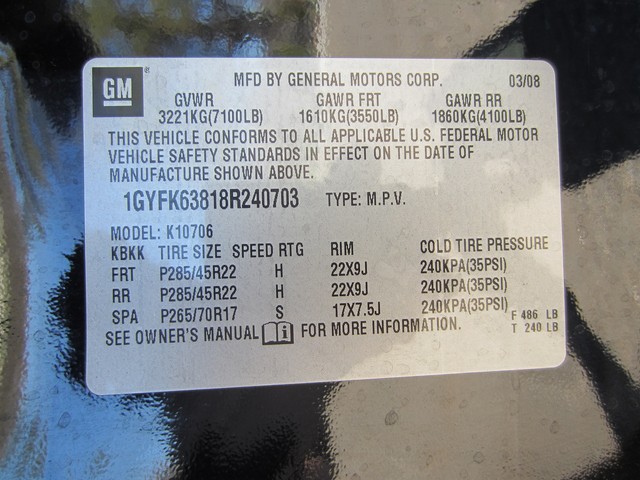 GM ® MFD BY GENERAL MOTORS CORP. 03/08
GVWR GAWR FRT GAWR RR
3221KG(7100LB) 1610KG(3550LB) 1860KG(4100LB)
THIS VEHICLE CONFORMS TO ALL APPLICABLE U.S. FEDERAL MOTOR
VEHICLE SAFETY STANDARDS IN EFFECT ON THE DATE OF
MANUFACTURE SHOWN ABOVE.
1GYFK63818R240703 TYPE: M.P.V.
MODEL: K10706
KBKK TIRE SIZE SPEED RTG RIM COLD TIRE PRESSURE
FRT P285/45R22 H 22X9J 240KPA(35PSI)
RR P285/45R22 H 22X9J 240KPA(35PSI)
SPA P265/70R17 S 17X7.5J 240KPA(35PSI)
SEE OWNER'S MANUAL i FOR MORE INFORMATION.
F 486 LB
T 240 LB